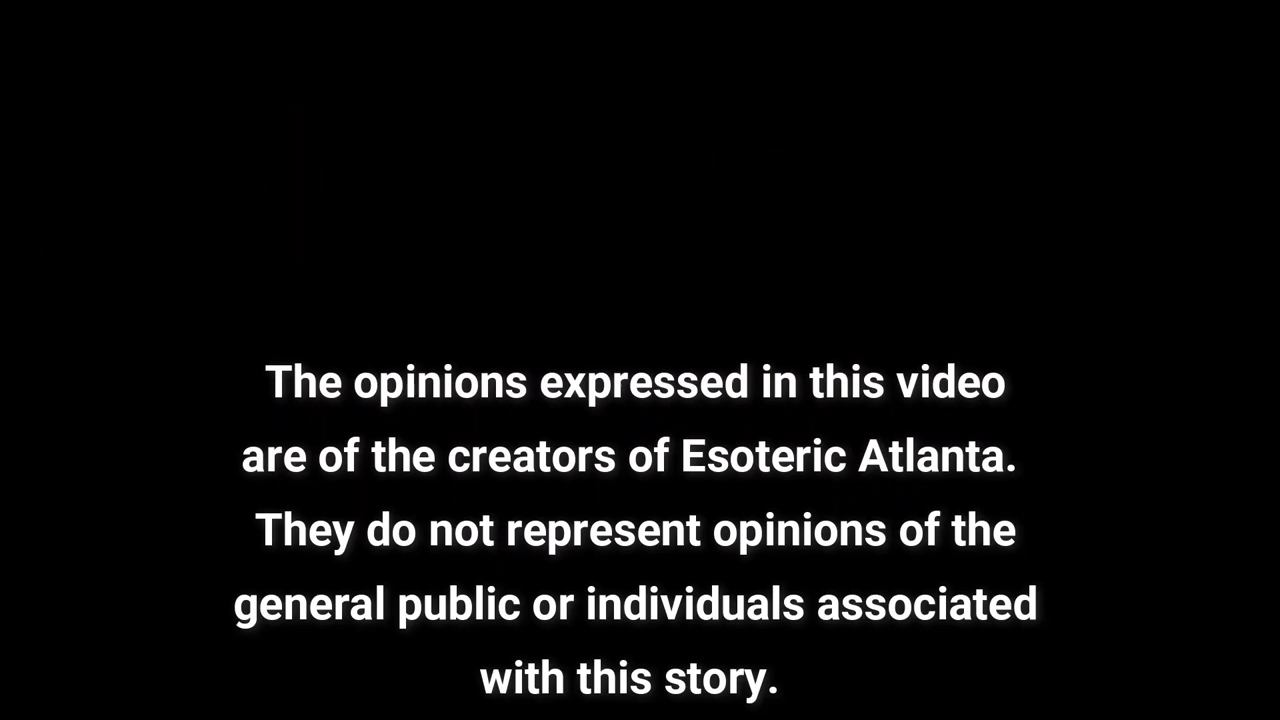 The opinions expressed in this video
are of the creators of Esoteric Atlanta.
They do not represent opinions of the
general public or individuals associated
with this story.